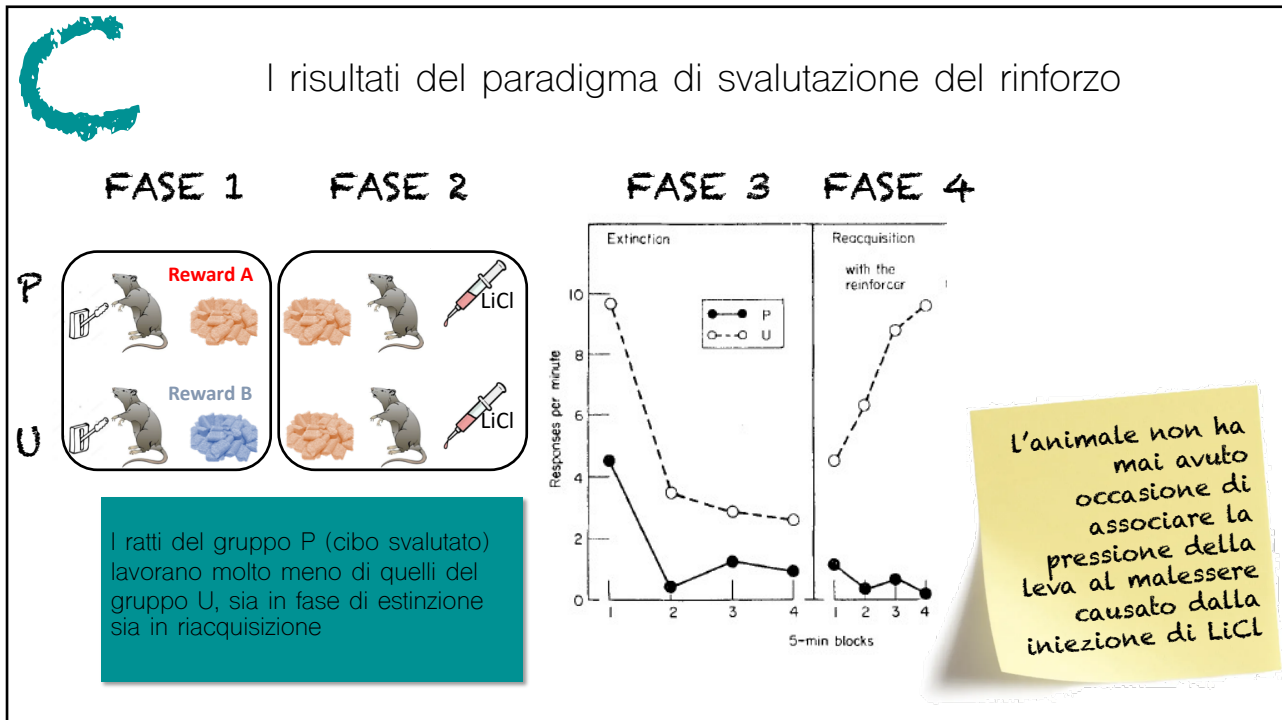 I risultati del paradigma di svalutazione del rinforzo
FASE 1
FASE 2
FASE 3
FASE 4
P
Reward A
LiCl
U
Reward B
LiCl
Extinction
Reacquisition
with the
reinforcer
P
U
Responses per minute
10
8
6
4
2
0
1 2 3 4
1 2 3 4
5-min blocks
I ratti del gruppo P (cibo svalutato)
lavorano molto meno di quelli del
gruppo U, sia in fase di estinzione
sia in riacquisizione
L'animale non ha
mai avuto
occasione di
associare la
pressione della
leva al malessere
causato dalla
iniezione di LiCl